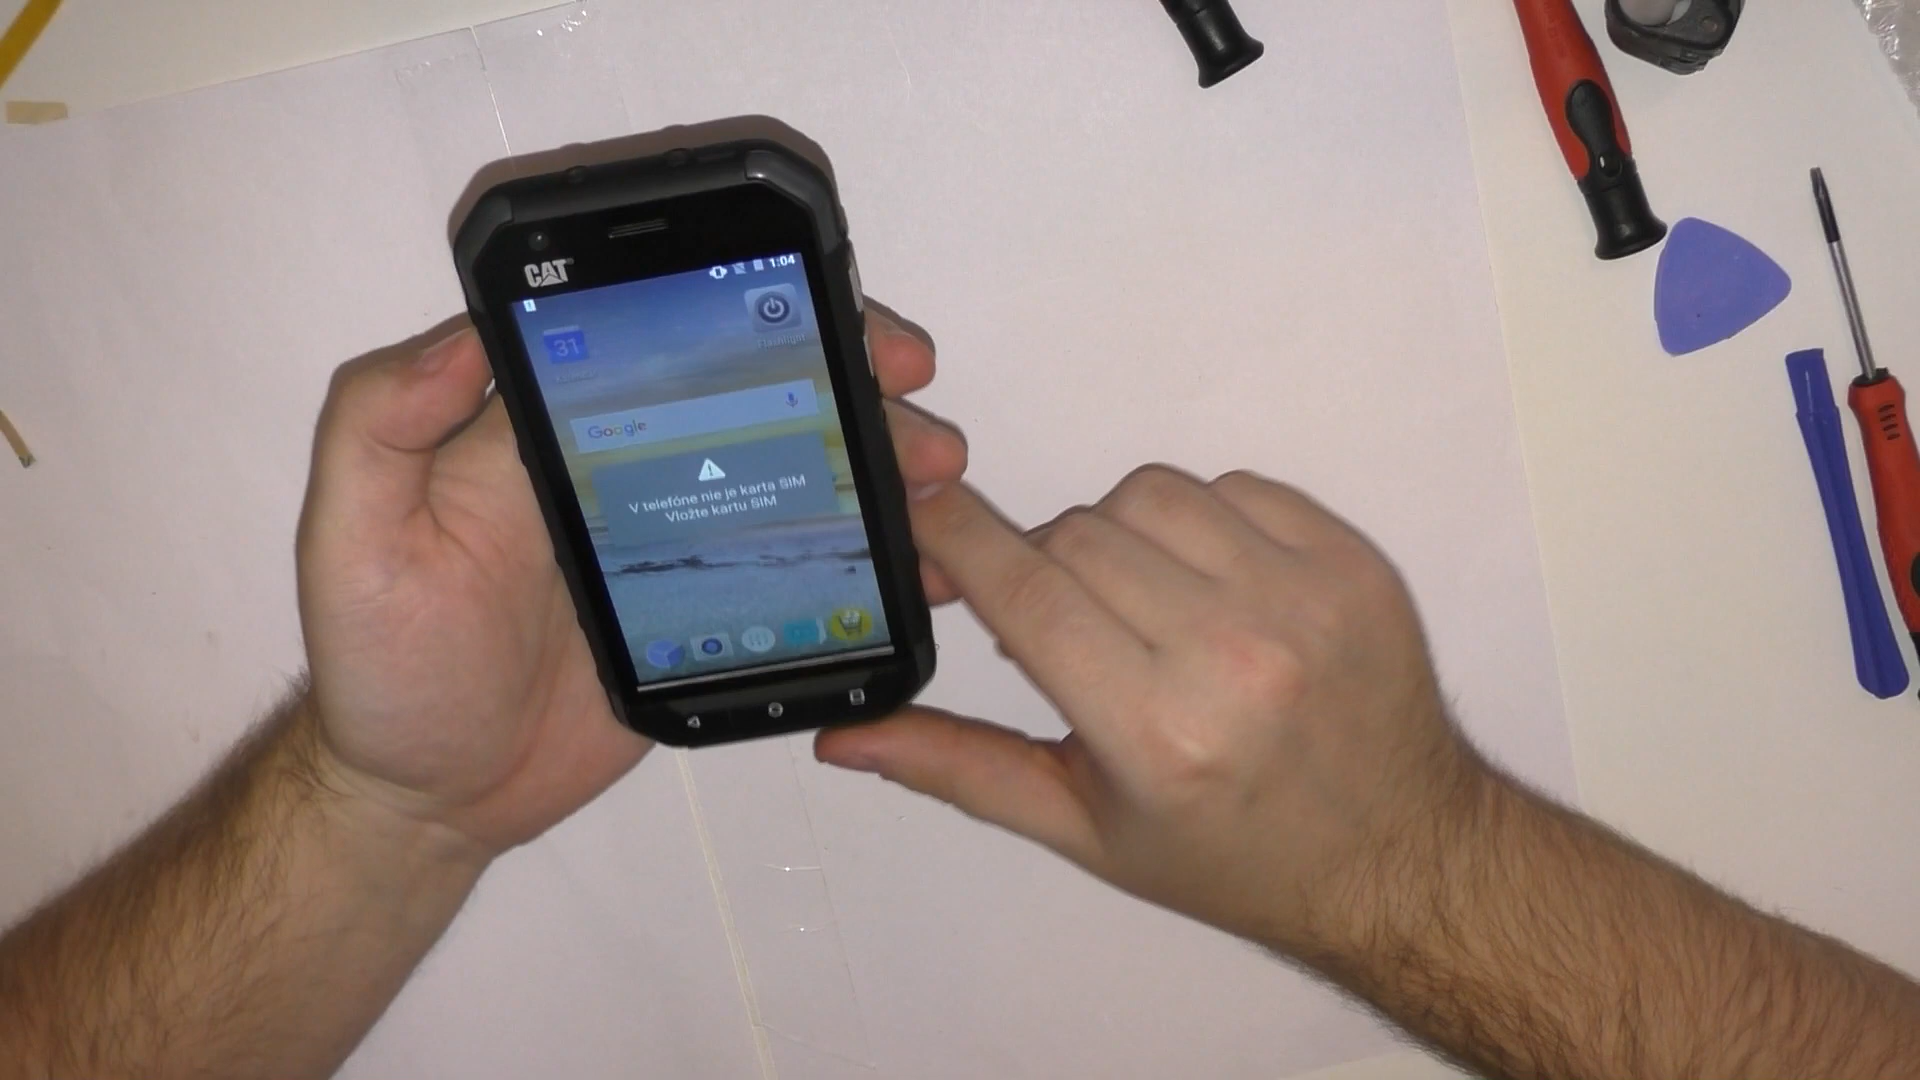 CAT
1:04
31
Flashlight
Google
V telefóne nie je karta SIM
Vložte kartu SIM